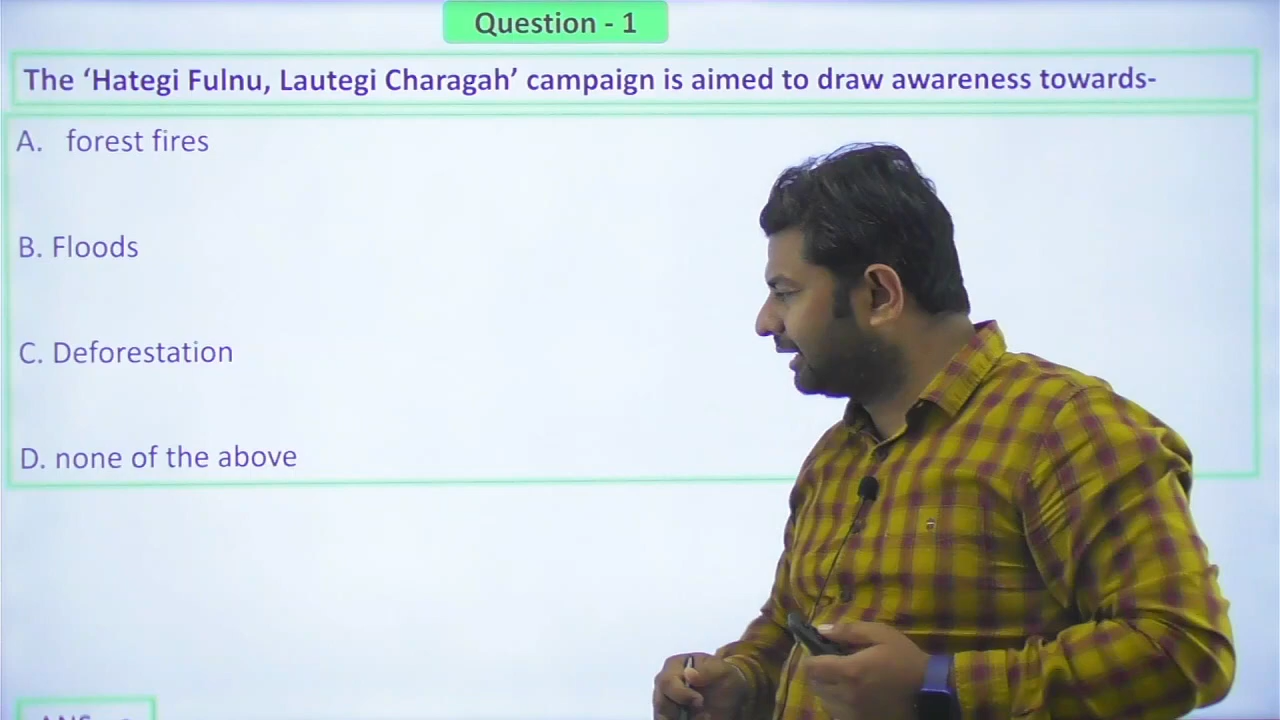 Question - 1
The ‘Hategi Fulnu, Lautegi Charagah’ campaign is aimed to draw awareness towards-
A. forest fires
B. Floods
C. Deforestation
D. none of the above